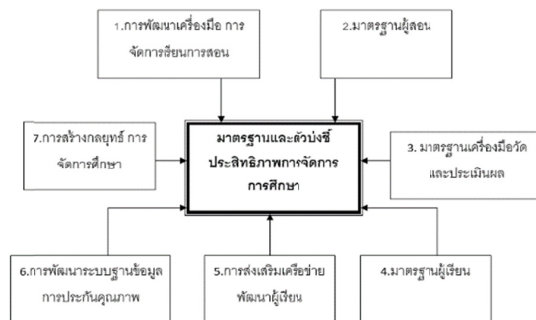 1.การพัฒนาเครื่องมือ การ
จัดการเรียนการสอน
2.มาตรฐานผู้สอน
7.การสร้างกลยุทธ์ การ
จัดการศึกษา
มาตรฐานและตัวบ่งชี้
ประสิทธิภาพการจัดการ
การศึกษา
3. มาตรฐานเครื่องมือวัด
และประเมินผล
6.การพัฒนาระบบฐานข้อมูล
การประกันคุณภาพ
5.การส่งเสริมเครือข่าย
พัฒนาผู้เรียน
4.มาตรฐานผู้เรียน